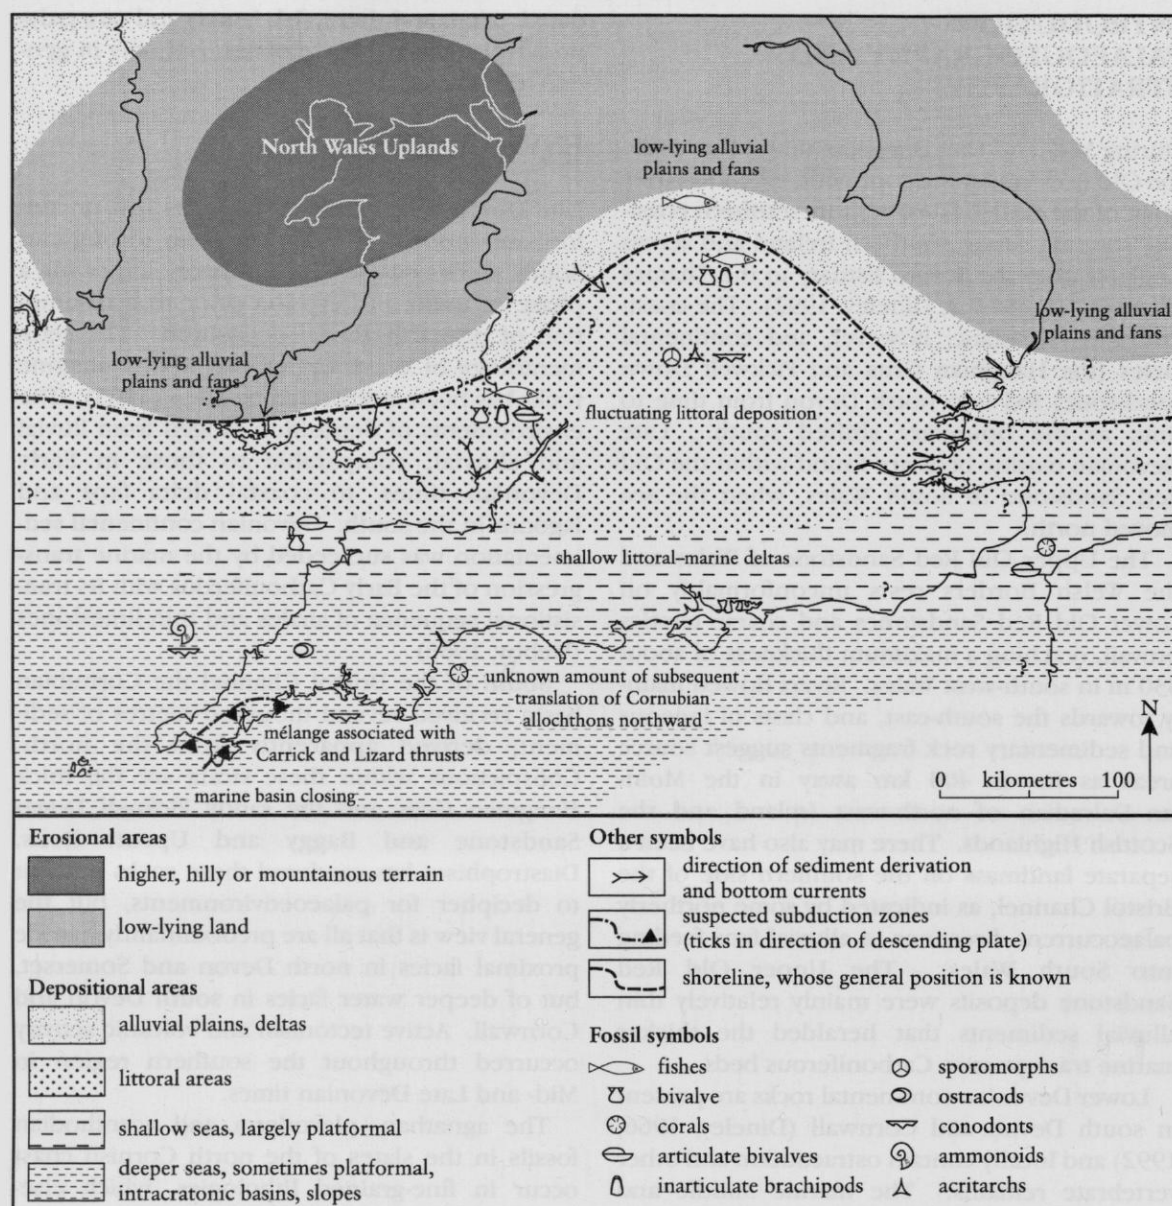 North Wales Uplands
low-lying alluvial
plains and fans
?
?
low-lying alluvial
plains and fans
?
?
low-lying alluvial
plains and fans
?
?
fluctuating littoral deposition
?
?
shallow littoral–marine deltas
?
?
unknown amount of subsequent
translation of Cornubian
allochthons northward
mélange associated with
Carrick and Lizard thrusts
marine basin closing
N
0 kilometres 100
Erosional areas
higher, hilly or mountainous terrain
low-lying land
Depositional areas
alluvial plains, deltas
littoral areas
shallow seas, largely platformal
deeper seas, sometimes platformal,
intracratonic basins, slopes
Other symbols
direction of sediment derivation
and bottom currents
suspected subduction zones
(ticks in direction of descending plate)
shoreline, whose general position is known
Fossil symbols
fishes
bivalve
corals
articulate bivalves
inarticulate brachipods
sporomorphs
ostracods
conodonts
ammonoids
acritarchs